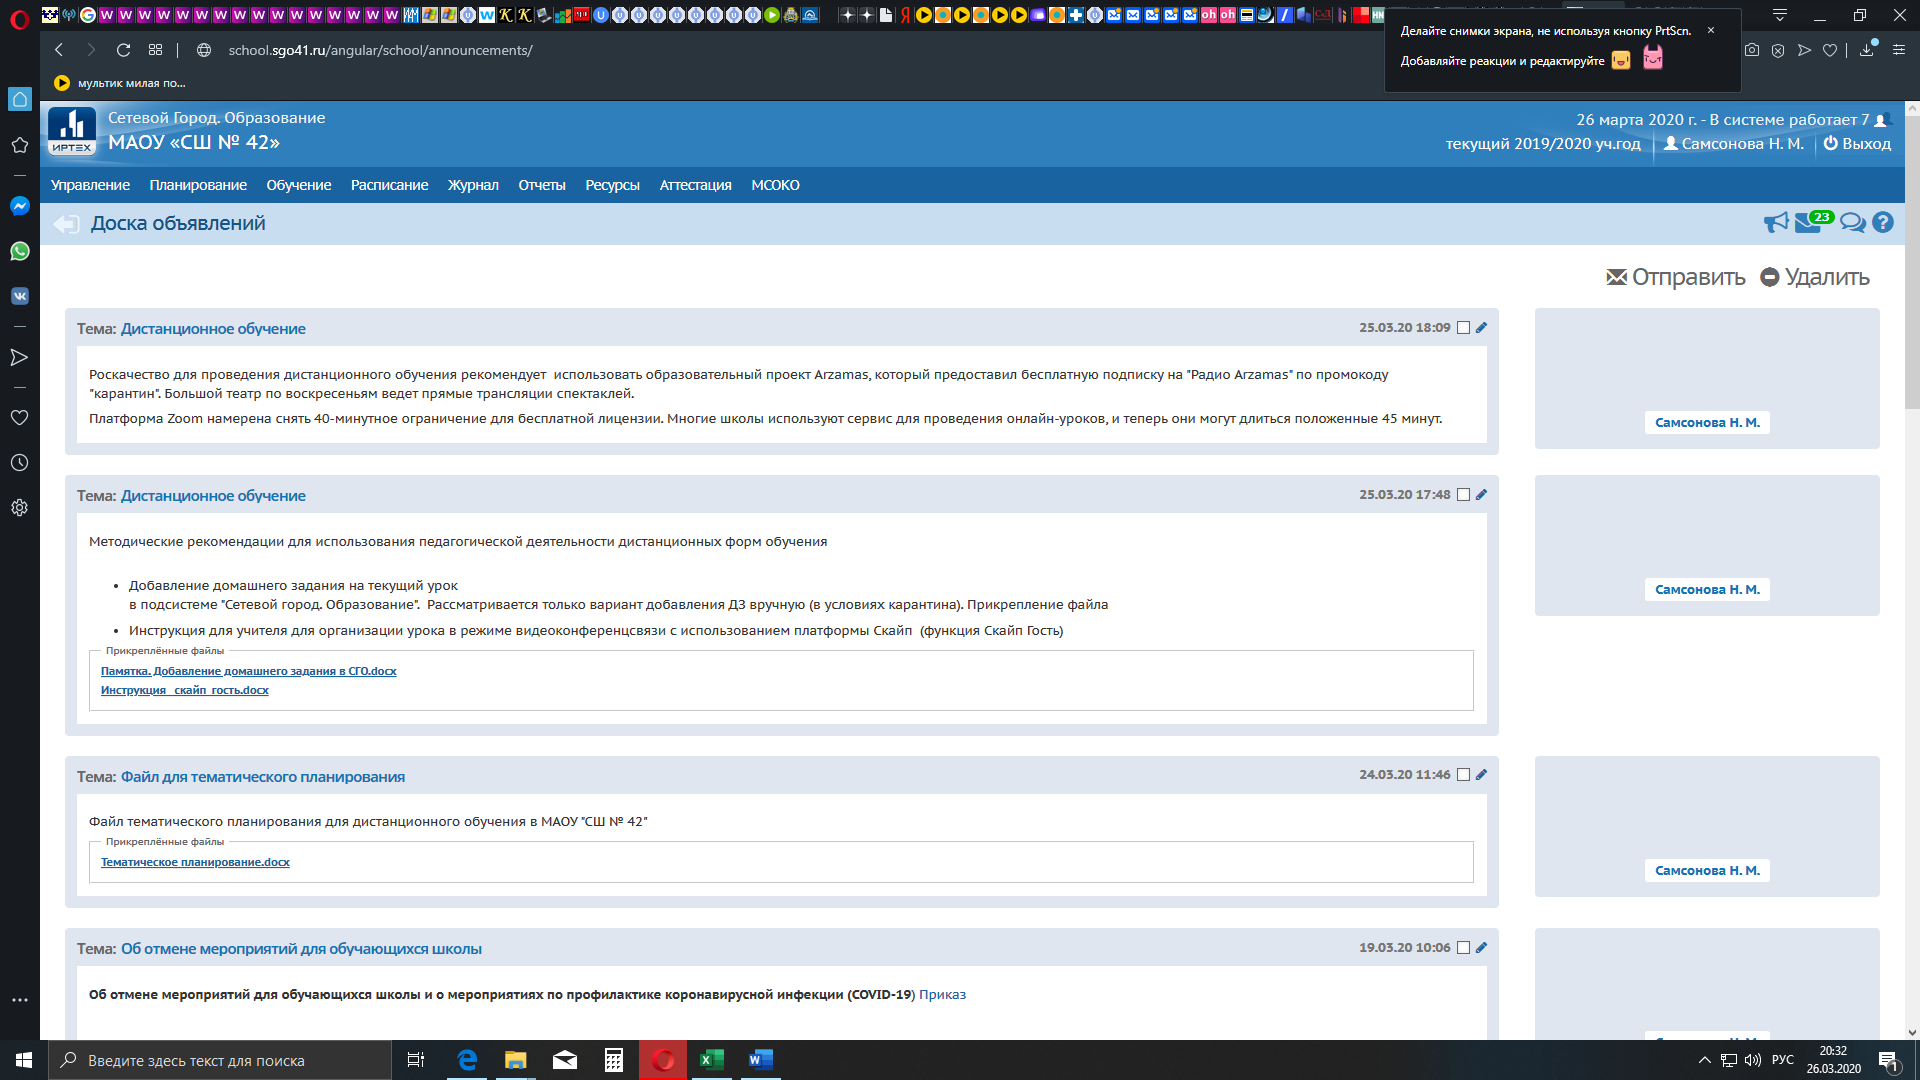 Делайте снимки экрана, не используя кнопку PrtScn.
Добавляйте реакции и редактируйте
school.sgo41.ru/angular/school/announcements/
мультик милая по...
ИРТЕХ
Сетевой Город. Образование
МАОУ «СШ № 42»
26 марта 2020 г. - В системе работает 7
текущий 2019/2020 уч.год
Самсонова Н. М.
Выход
Управление Планирование Обучение Расписание Журнал Отчеты Ресурсы Аттестация МСОКО
Доска объявлений
23
Отправить Удалить
Тема: Дистанционное обучение 25.03.20 18:09
Роскачество для проведения дистанционного обучения рекомендует использовать образовательный проект Arzamas, который предоставил бесплатную подписку на "Радио Arzamas" по промокоду
"карантин". Большой театр по воскресеньям ведет прямые трансляции спектаклей.
Платформа Zoom намерена снять 40-минутное ограничение для бесплатной лицензии. Многие школы используют сервис для проведения онлайн-уроков, и теперь они могут длиться положенные 45 минут.
Самсонова Н. М.
Тема: Дистанционное обучение 25.03.20 17:48
Методические рекомендации для использования педагогической деятельности дистанционных форм обучения
• Добавление домашнего задания на текущий урок
в подсистеме "Сетевой город. Образование". Рассматривается только вариант добавления ДЗ вручную (в условиях карантина). Прикрепление файла
• Инструкция для учителя для организации урока в режиме видеоконференцсвязи с использованием платформы Скайп (функция Скайп Гость)
Прикреплённые файлы
Памятка. Добавление домашнего задания в СГО.docx
Инструкция_ скайп_гость.docx
Самсонова Н. М.
Тема: Файл для тематического планирования 24.03.20 11:46
Файл тематического планирования для дистанционного обучения в МАОУ "СШ № 42"
Прикреплённые файлы
Тематическое планирование.docx
Самсонова Н. М.
Тема: Об отмене мероприятий для обучающихся школы 19.03.20 10:06
Об отмене мероприятий для обучающихся школы и о мероприятиях по профилактике коронавирусной инфекции (COVID-19) Приказ
Введите здесь текст для поиска
РУС
20:32
26.03.2020
1